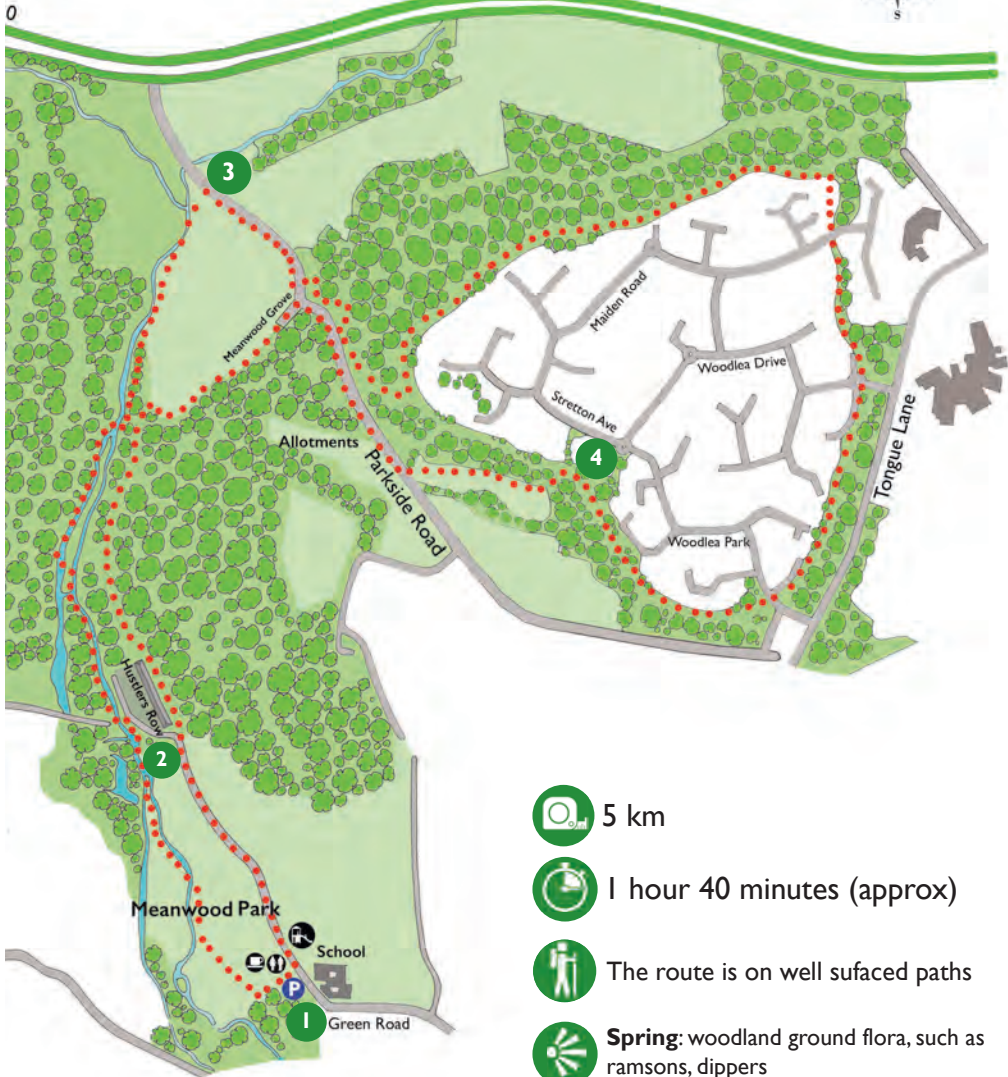 0
S
3
Meanwood Grove
Maiden Road
Woodlea Drive
Stretton Ave
Allotments
4
Parkside Road
Tongue Lane
Woodlea Park
Hustlers Row
2
5 km
1 hour 40 minutes (approx)
Meanwood Park
School
The route is on well sufaced paths
P
1
Green Road
Spring: woodland ground flora, such as
ramsons, dippers